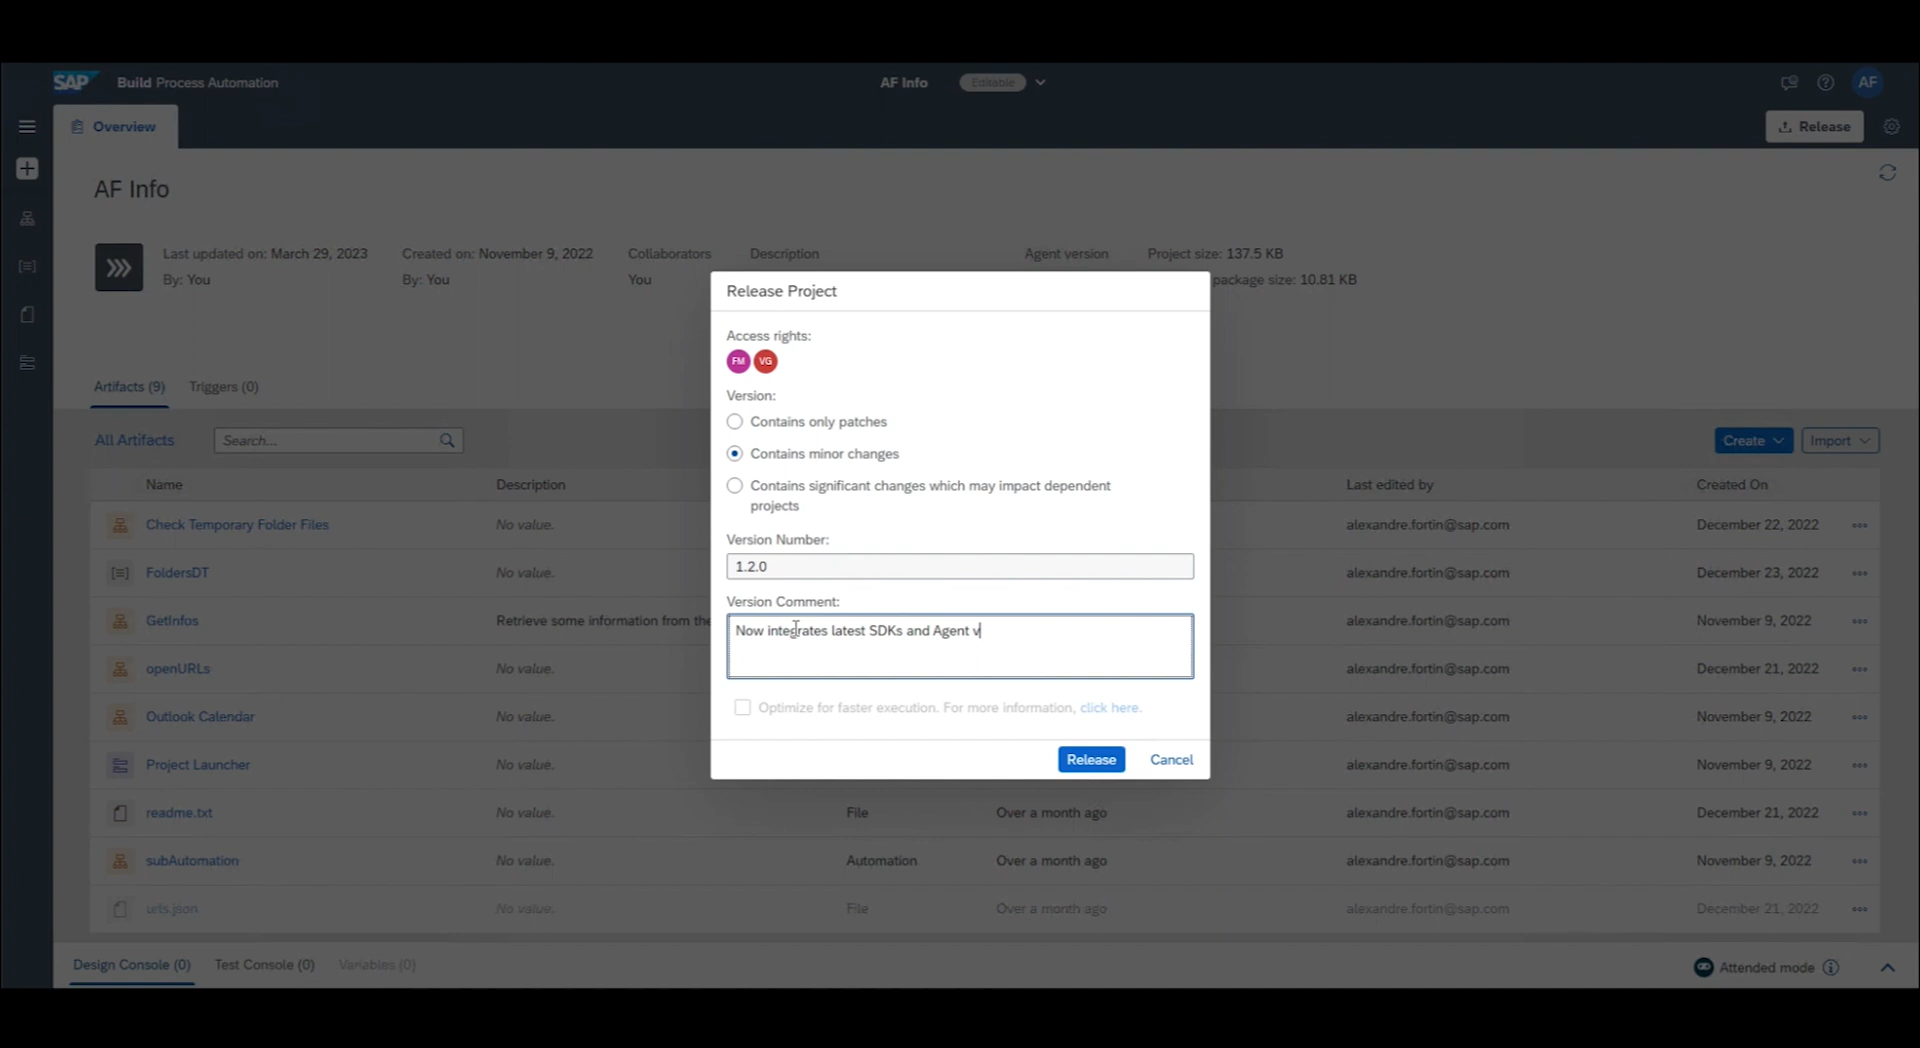 SAP Build Process Automation
AF Info Editable
AF
Overview
Release
AF Info
Last updated on: March 29, 2023 Created on: November 9, 2022 Collaborators Description Agent version Project size: 137.5 KB
By: You By: You You package size: 10.81 KB
Artifacts (9) Triggers (0)
All Artifacts Search... Create Import
Name Description Last edited by Created On
Check Temporary Folder Files No value. alexandre.fortin@sap.com December 22, 2022
FoldersDT No value. alexandre.fortin@sap.com December 23, 2022
GetInfos Retrieve some information from the alexandre.fortin@sap.com November 9, 2022
openURLs No value. alexandre.fortin@sap.com December 21, 2022
Outlook Calendar No value. alexandre.fortin@sap.com November 9, 2022
Project Launcher No value. alexandre.fortin@sap.com November 9, 2022
readme.txt No value. File Over a month ago alexandre.fortin@sap.com December 21, 2022
subAutomation No value. Automation Over a month ago alexandre.fortin@sap.com November 9, 2022
urls.json No value. File Over a month ago alexandre.fortin@sap.com December 21, 2022
Design Console (0) Test Console (0) Variables (0) Attended mode
Release Project
Access rights:
FM VG
Version:
Contains only patches
Contains minor changes
Contains significant changes which may impact dependent
projects
Version Number:
1.2.0
Version Comment:
Now integrates latest SDKs and Agent v
Optimize for faster execution. For more information, click here.
Release Cancel